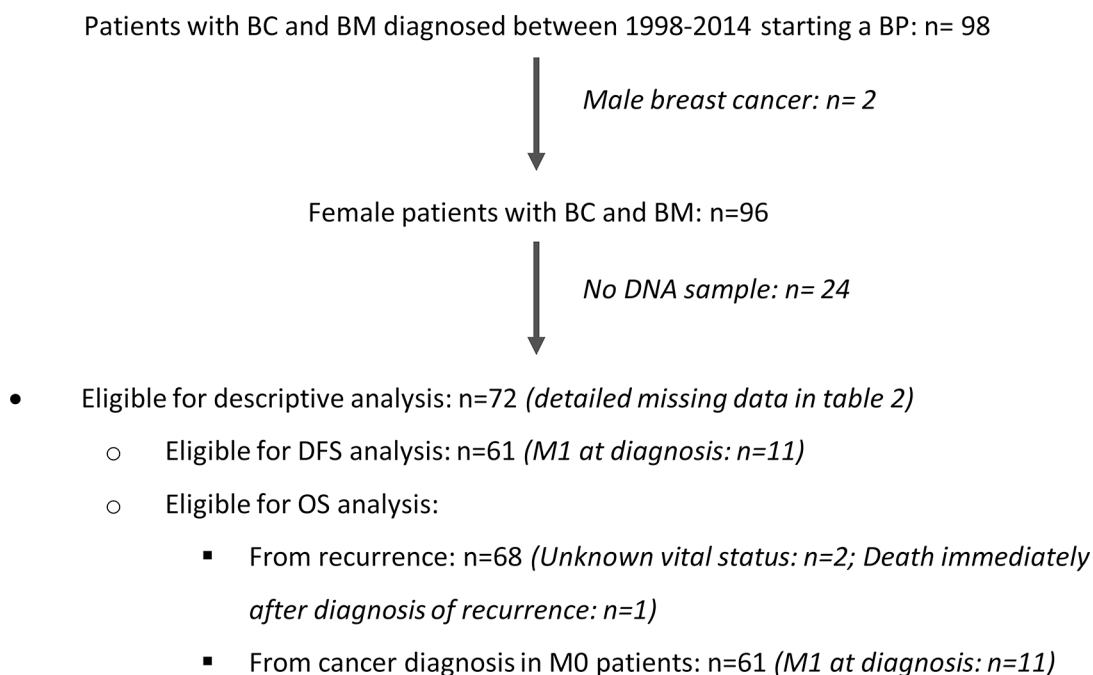 Patients with BC and BM diagnosed between 1998-2014 starting a BP: n= 98
Male breast cancer: n= 2
Female patients with BC and BM: n=96
No DNA sample: n= 24
• Eligible for descriptive analysis: n=72 (detailed missing data in table 2)
o Eligible for DFS analysis: n=61 (M1 at diagnosis: n=11)
o Eligible for OS analysis:
▪ From recurrence: n=68 (Unknown vital status: n=2; Death immediately
after diagnosis of recurrence: n=1)
▪ From cancer diagnosis in M0 patients: n=61 (M1 at diagnosis: n=11)